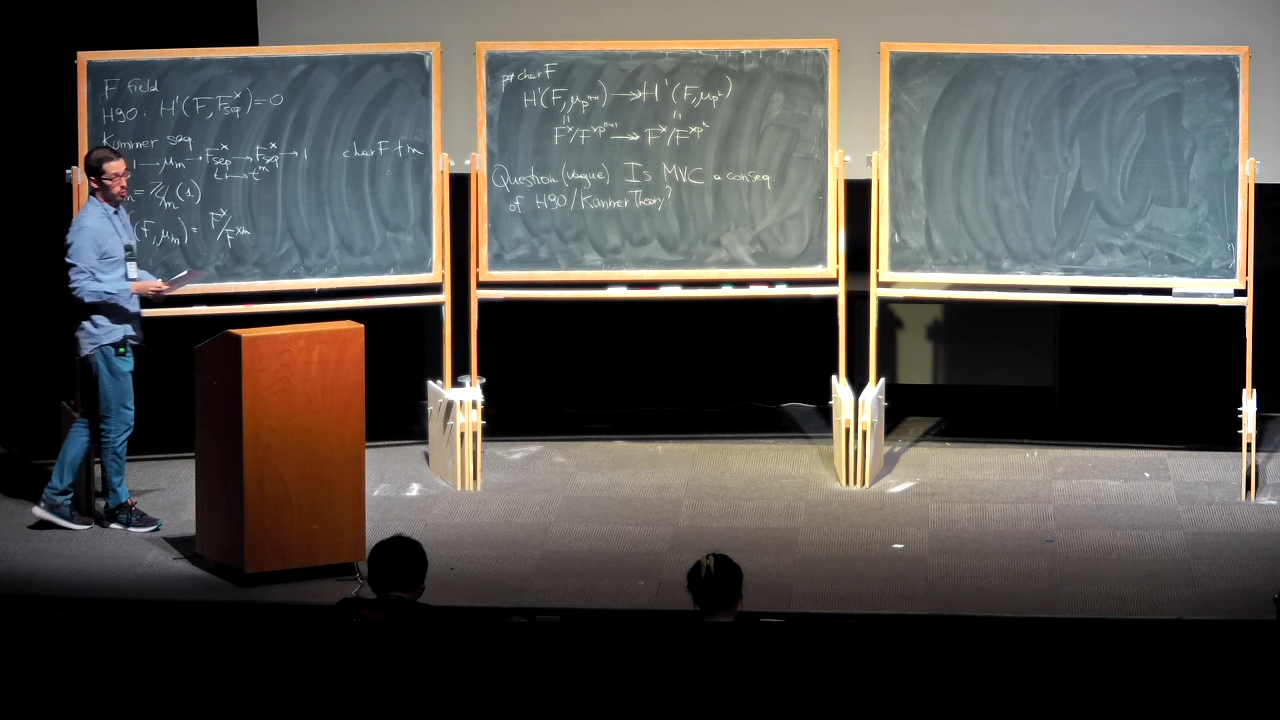 F field
H90. H¹(F, F_sep^×) = 0
Kummer seq
1 → μ_m → F_sep^× → F_sep^× → 1 char F ∤ m
t ↦ t^m
= ℤ/m(1)
(F, μ_m) = F^×/F^×m
p ≠ char F
H¹(F, μ_p^{n+1}) ↠ H¹(F, μ_p^n)
F^×/F^×p^{n+1} ↠ F^×/F^×p^n
Question (vague) Is MVC a conseq.
of H90/Kummer Theory?